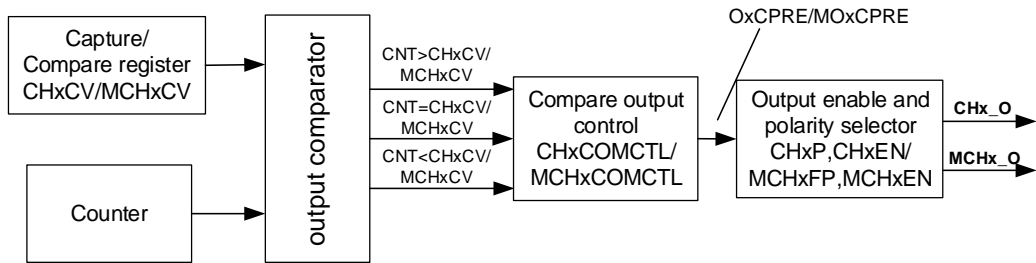 Capture/
Compare register
CHxCV/MCHxCV
Counter
output comparator
CNT>CHxCV/
MCHxCV
CNT=CHxCV/
MCHxCV
CNT<CHxCV/
MCHxCV
Compare output
control
CHxCOMCTL/
MCHxCOMCTL
OxCPRE/MOxCPRE
Output enable and
polarity selector
CHxP,CHxEN/
MCHxFP,MCHxEN
CHx_O
MCHx_O